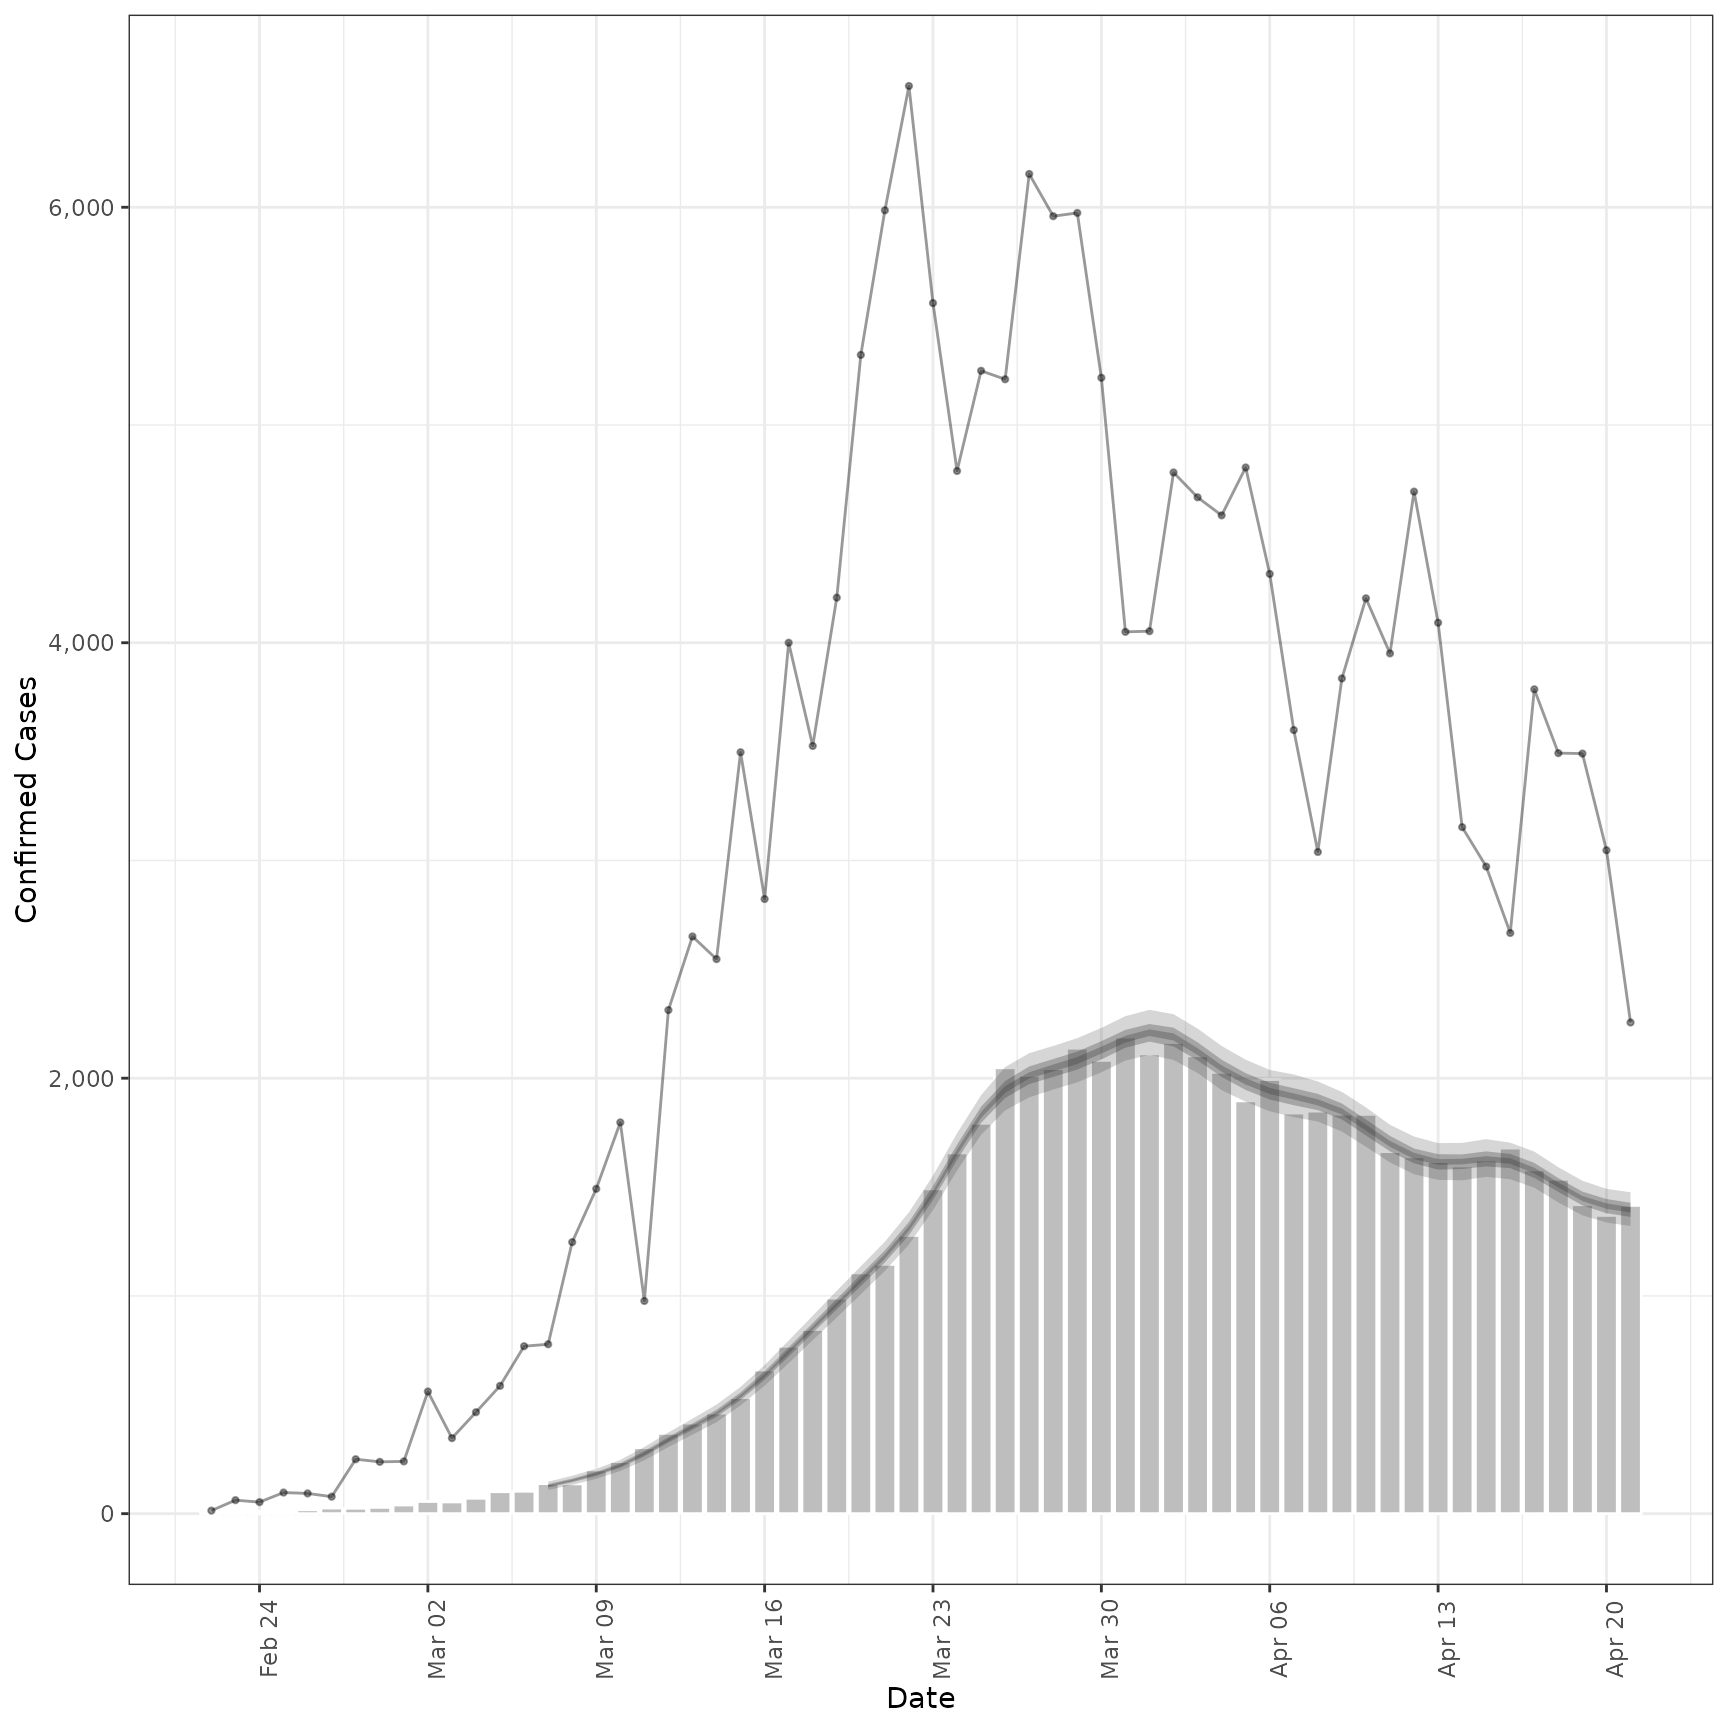 6,000
4,000
2,000
0
Confirmed Cases
Feb 24
Mar 02
Mar 09
Mar 16
Mar 23
Mar 30
Apr 06
Apr 13
Apr 20
Date